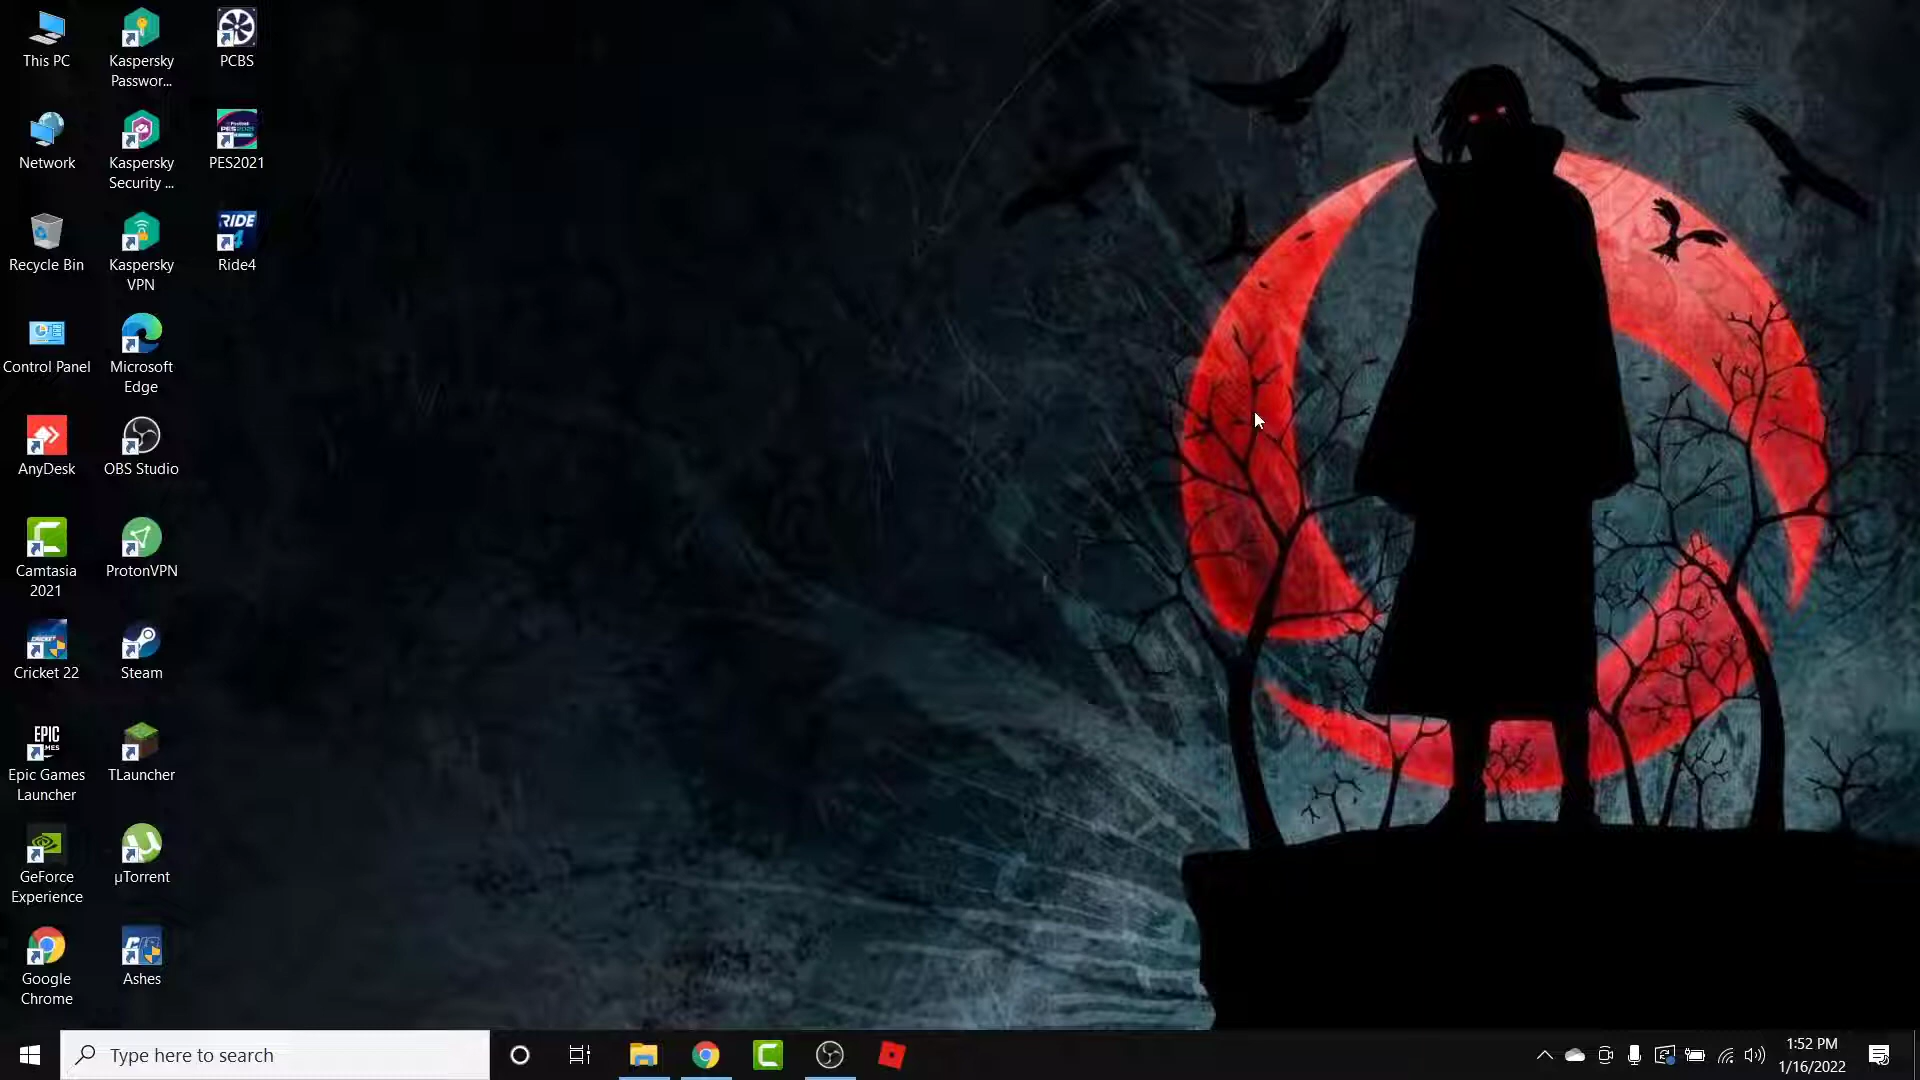 This PC
Kaspersky
Passwor...
PCBS
Network
Kaspersky
Security ...
PES2021
Recycle Bin
Kaspersky
VPN
RIDE
4
Ride4
Control Panel
Microsoft
Edge
AnyDesk
OBS Studio
Camtasia
2021
ProtonVPN
Cricket 22
Steam
EPIC
Epic Games
Launcher
TLauncher
GeForce
Experience
µTorrent
Google
Chrome
Ashes
Type here to search
1:52 PM
1/16/2022